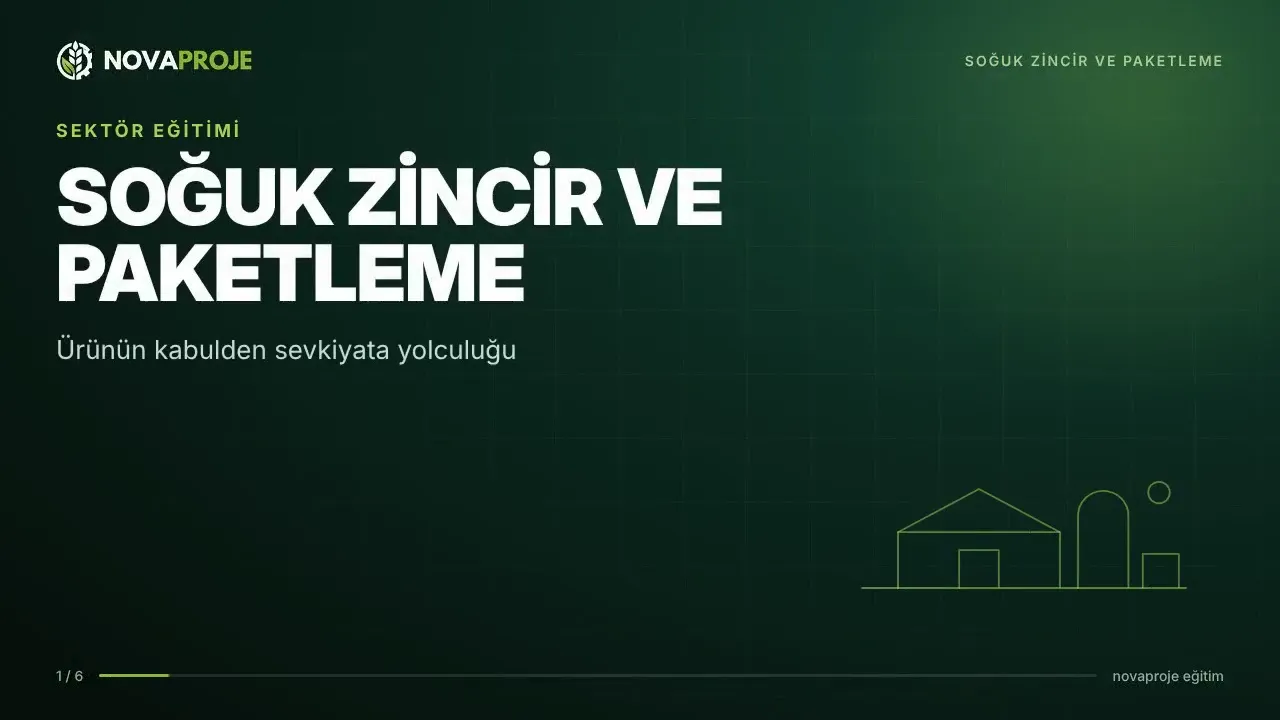 NOVAPROJE
SOĞUK ZİNCİR VE PAKETLEME
SEKTÖR EĞİTİMİ
SOĞUK ZİNCİR VE
PAKETLEME
Ürünün kabulden sevkiyata yolculuğu
1 / 6
novaproje eğitim